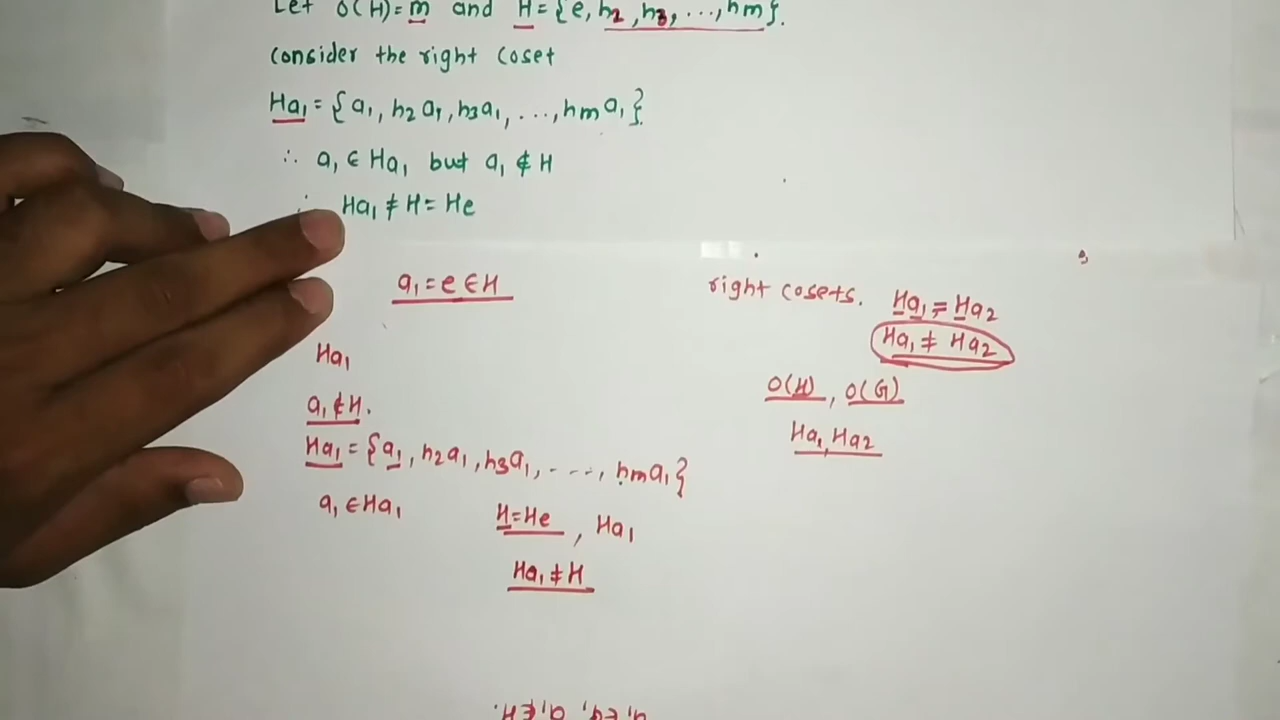 Let O(H)=m and H={e,h2,h3,...,hm}.
consider the right coset
Ha1={a1,h2a1,h3a1,...,hma1}.
∴ a1∈Ha1 but a1∉H
∴ Ha1≠H=He
a1=e∈H
Ha1
a1∉H.
Ha1={a1,h2a1,h3a1,----,hma1}
a1∈Ha1
H=He, Ha1
Ha1≠H
right cosets. Ha1=Ha2
Ha1≠Ha2
O(H), O(G)
Ha1,Ha2